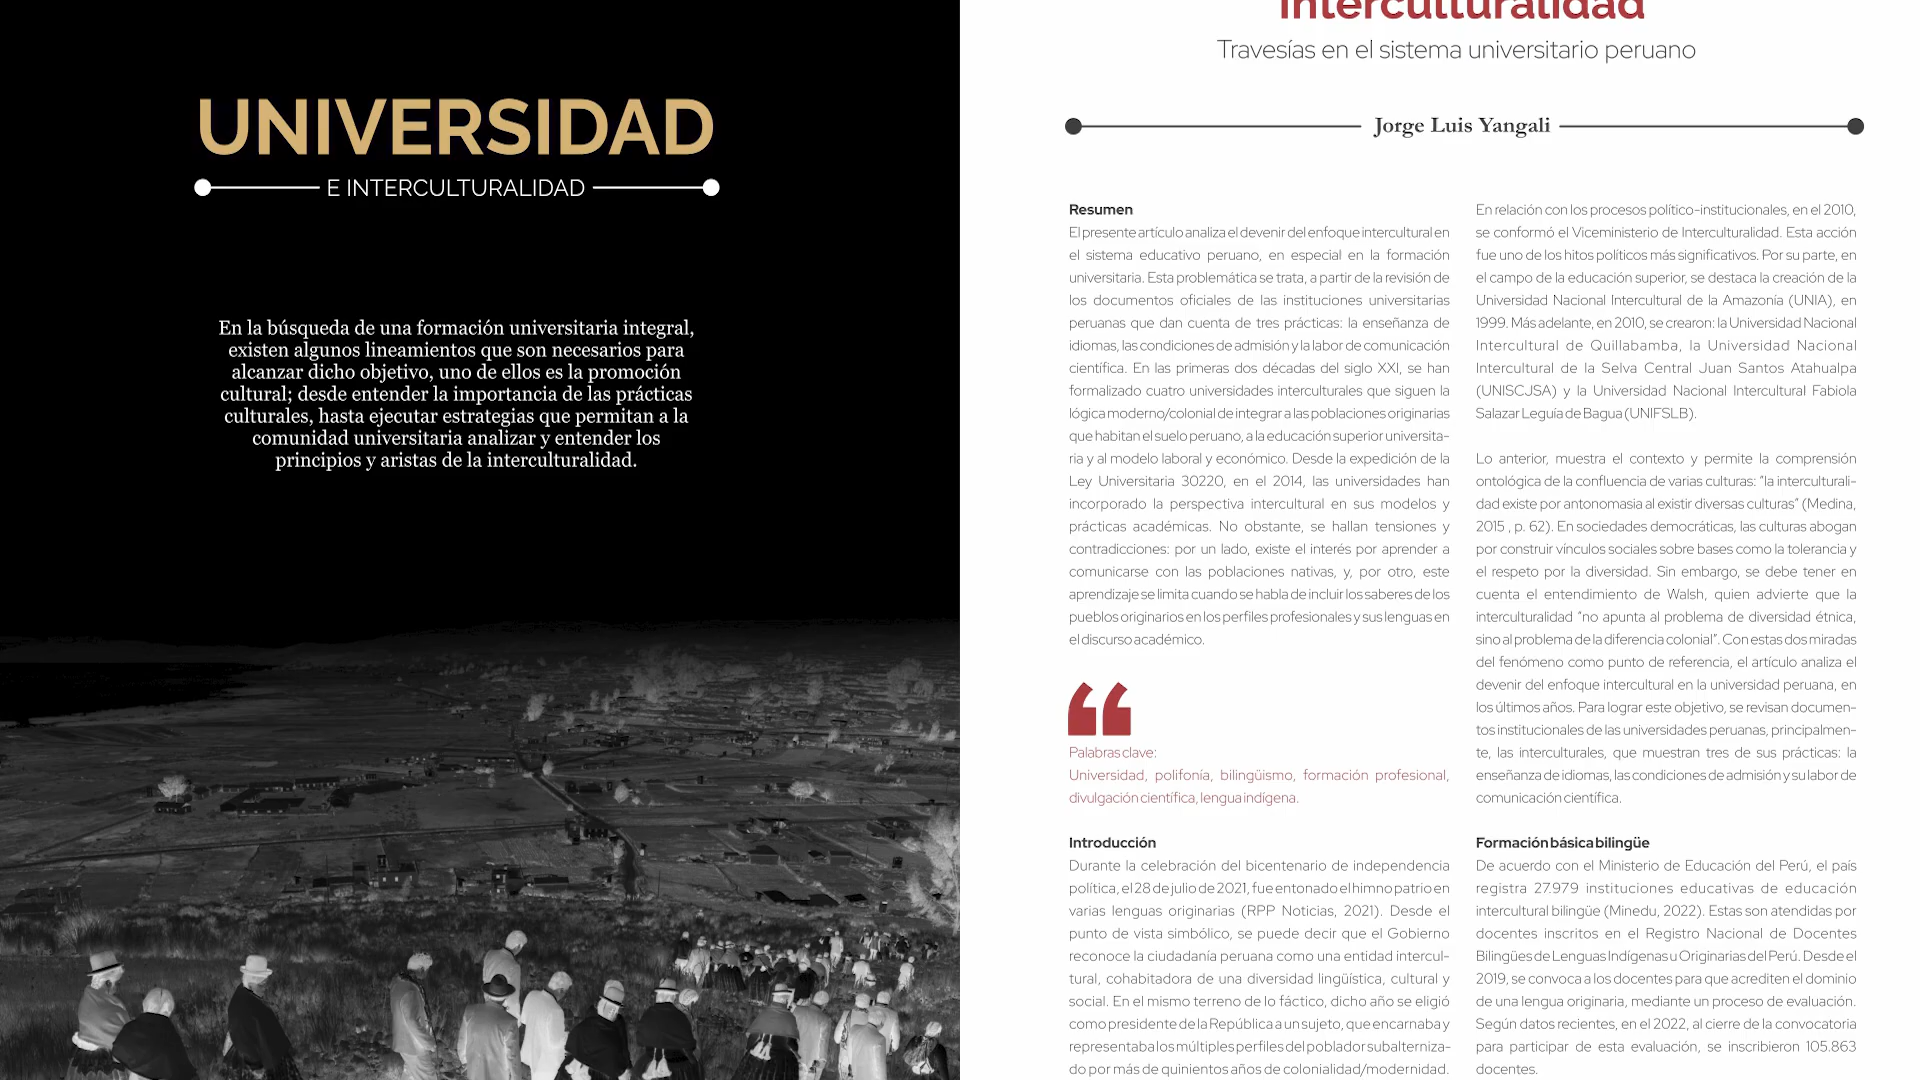 UNIVERSIDAD
E INTERCULTURALIDAD
En la búsqueda de una formación universitaria integral,
existen algunos lineamientos que son necesarios para
alcanzar dicho objetivo, uno de ellos es la promoción
cultural; desde entender la importancia de las prácticas
culturales, hasta ejecutar estrategias que permitan a la
comunidad universitaria analizar y entender los
principios y aristas de la interculturalidad.
Interculturalidad
Travesías en el sistema universitario peruano
Jorge Luis Yangali
Resumen
El presente artículo analiza el devenir del enfoque intercultural en
el sistema educativo peruano, en especial en la formación
universitaria. Esta problemática se trata, a partir de la revisión de
los documentos oficiales de las instituciones universitarias
peruanas que dan cuenta de tres prácticas: la enseñanza de
idiomas, las condiciones de admisión y la labor de comunicación
científica. En las primeras dos décadas del siglo XXI, se han
formalizado cuatro universidades interculturales que siguen la
lógica moderno/colonial de integrar a las poblaciones originarias
que habitan el suelo peruano, a la educación superior universita-
ria y al modelo laboral y económico. Desde la expedición de la
Ley Universitaria 30220, en el 2014, las universidades han
incorporado la perspectiva intercultural en sus modelos y
prácticas académicas. No obstante, se hallan tensiones y
contradicciones: por un lado, existe el interés por aprender a
comunicarse con las poblaciones nativas, y, por otro, este
aprendizaje se limita cuando se habla de incluir los saberes de los
pueblos originarios en los perfiles profesionales y sus lenguas en
el discurso académico.
“
Palabras clave:
Universidad, polifonía, bilingüismo, formación profesional,
divulgación científica, lengua indígena.
Introducción
Durante la celebración del bicentenario de independencia
política, el 28 de julio de 2021, fue entonado el himno patrio en
varias lenguas originarias (RPP Noticias, 2021). Desde el
punto de vista simbólico, se puede decir que el Gobierno
reconoce la ciudadanía peruana como una entidad intercul-
tural, cohabitadora de una diversidad lingüística, cultural y
social. En el mismo terreno de lo fáctico, dicho año se eligió
como presidente de la República a un sujeto, que encarnaba y
representaba los múltiples perfiles del poblador subalterniza-
do por más de quinientos años de colonialidad/modernidad.
En relación con los procesos político-institucionales, en el 2010,
se conformó el Viceministerio de Interculturalidad. Esta acción
fue uno de los hitos políticos más significativos. Por su parte, en
el campo de la educación superior, se destaca la creación de la
Universidad Nacional Intercultural de la Amazonía (UNIA), en
1999. Más adelante, en 2010, se crearon: la Universidad Nacional
Intercultural de Quillabamba, la Universidad Nacional
Intercultural de la Selva Central Juan Santos Atahualpa
(UNISCJSA) y la Universidad Nacional Intercultural Fabiola
Salazar Leguía de Bagua (UNIFSLB).
Lo anterior, muestra el contexto y permite la comprensión
ontológica de la confluencia de varias culturas: “la interculturali-
dad existe por antonomasia al existir diversas culturas” (Medina,
2015 , p. 62). En sociedades democráticas, las culturas abogan
por construir vínculos sociales sobre bases como la tolerancia y
el respeto por la diversidad. Sin embargo, se debe tener en
cuenta el entendimiento de Walsh, quien advierte que la
interculturalidad “no apunta al problema de diversidad étnica,
sino al problema de la diferencia colonial”. Con estas dos miradas
del fenómeno como punto de referencia, el artículo analiza el
devenir del enfoque intercultural en la universidad peruana, en
los últimos años. Para lograr este objetivo, se revisan documen-
tos institucionales de las universidades peruanas, principalmen-
te, las interculturales, que muestran tres de sus prácticas: la
enseñanza de idiomas, las condiciones de admisión y su labor de
comunicación científica.
Formación básica bilingüe
De acuerdo con el Ministerio de Educación del Perú, el país
registra 27.979 instituciones educativas de educación
intercultural bilingüe (Minedu, 2022). Estas son atendidas por
docentes inscritos en el Registro Nacional de Docentes
Bilingües de Lenguas Indígenas u Originarias del Perú. Desde el
2019, se convoca a los docentes para que acrediten el dominio
de una lengua originaria, mediante un proceso de evaluación.
Según datos recientes, en el 2022, al cierre de la convocatoria
para participar de esta evaluación, se inscribieron 105.863
docentes.